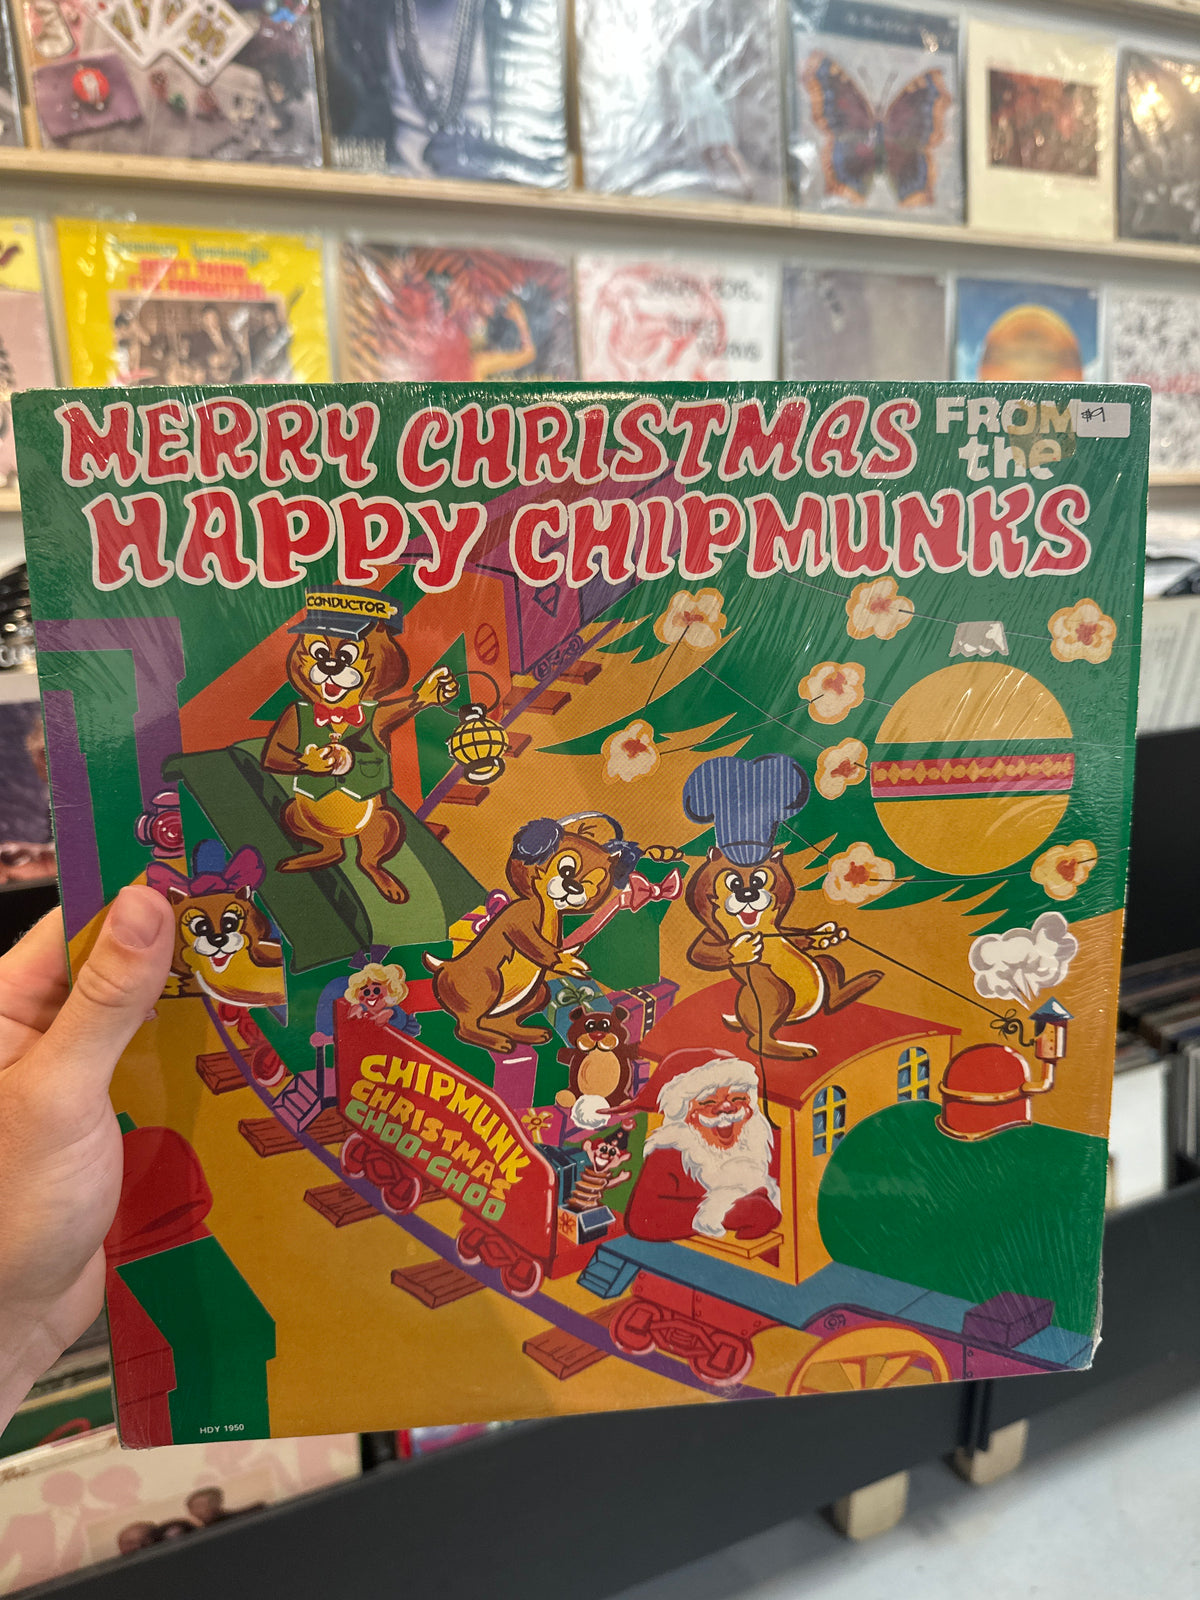 MERRY CHRISTMAS FROM
the
HAPPY CHIPMUNKS
$9
CONDUCTOR
CHIPMUNK
CHRISTMAS
CHOO-CHOO
HDY 1950